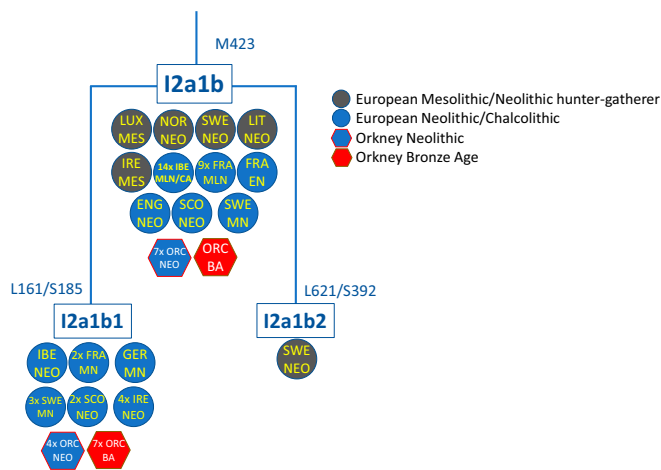 M423
I2a1b
European Mesolithic/Neolithic hunter-gatherer
European Neolithic/Chalcolithic
Orkney Neolithic
Orkney Bronze Age
LUX
MES
NOR
NEO
SWE
NEO
LIT
NEO
IRE
MES
14x IBE
MLN/CA
9x FRA
MLN
FRA
EN
ENG
NEO
SCO
NEO
SWE
MN
7x ORC
NEO
ORC
BA
L161/S185
L621/S392
I2a1b1
I2a1b2
IBE
NEO
2x FRA
MN
GER
MN
SWE
NEO
3x SWE
MN
2x SCO
NEO
4x IRE
NEO
4x ORC
NEO
7x ORC
BA